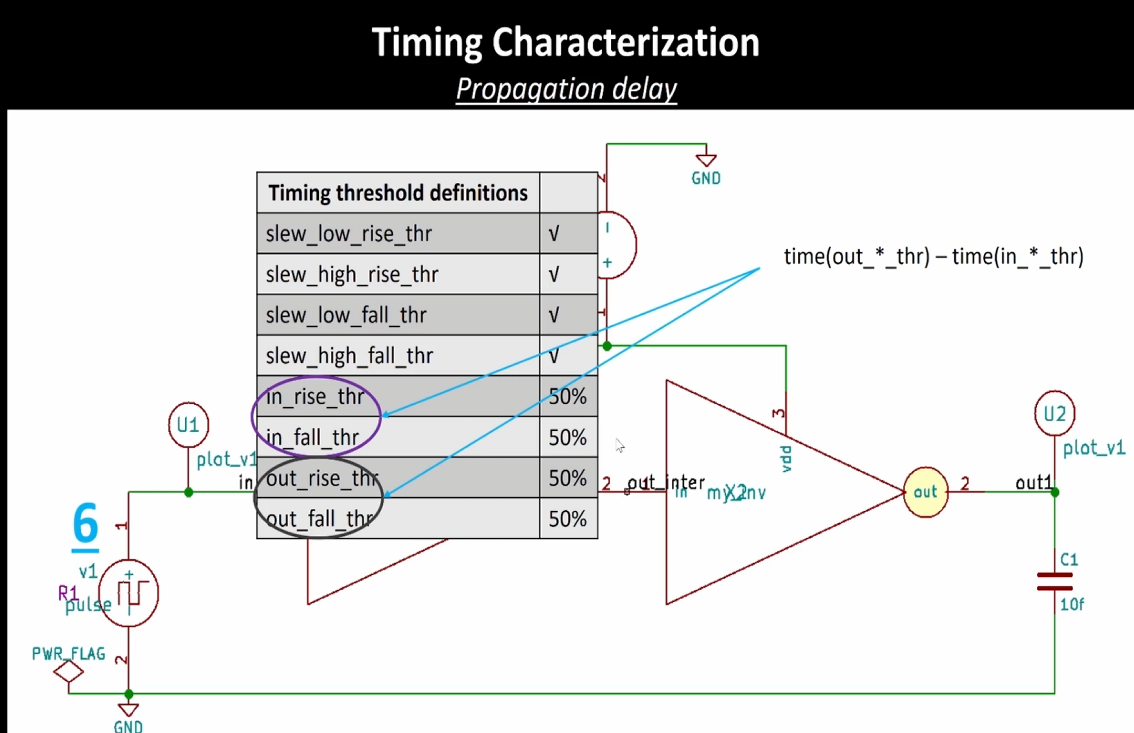 Timing Characterization
Propagation delay
GND
Timing threshold definitions
slew_low_rise_thr √
slew_high_rise_thr √
slew_low_fall_thr √
slew_high_fall_thr √
in_rise_thr 50%
in_fall_thr 50%
out_rise_thr 50%
out_fall_thr 50%
2
+
1
time(out_*_thr) – time(in_*_thr)
U1
plot_v1
in
6
1
v1
+
R1
pulse
2
PWR_FLAG
GND
2
out_inter
in
3
vdd
out
2
out1
U2
plot_v1
C1
10f